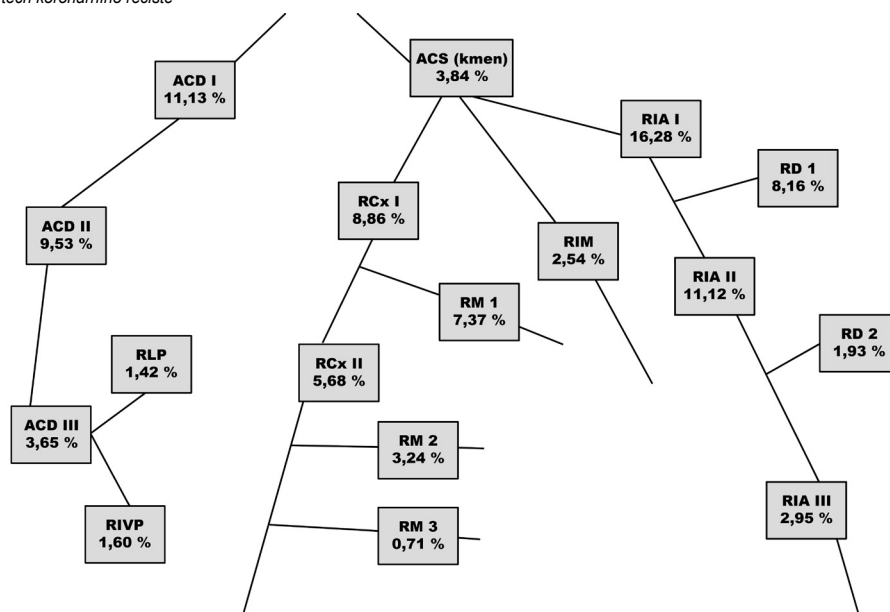 těch koronárního řečiště
ACS (kmen)
3,84 %
ACD I
11,13 %
RIA I
16,28 %
RD 1
8,16 %
RCx I
8,86 %
ACD II
9,53 %
RIM
2,54 %
RIA II
11,12 %
RM 1
7,37 %
RD 2
1,93 %
RLP
1,42 %
RCx II
5,68 %
ACD III
3,65 %
RM 2
3,24 %
RIA III
2,95 %
RIVP
1,60 %
RM 3
0,71 %